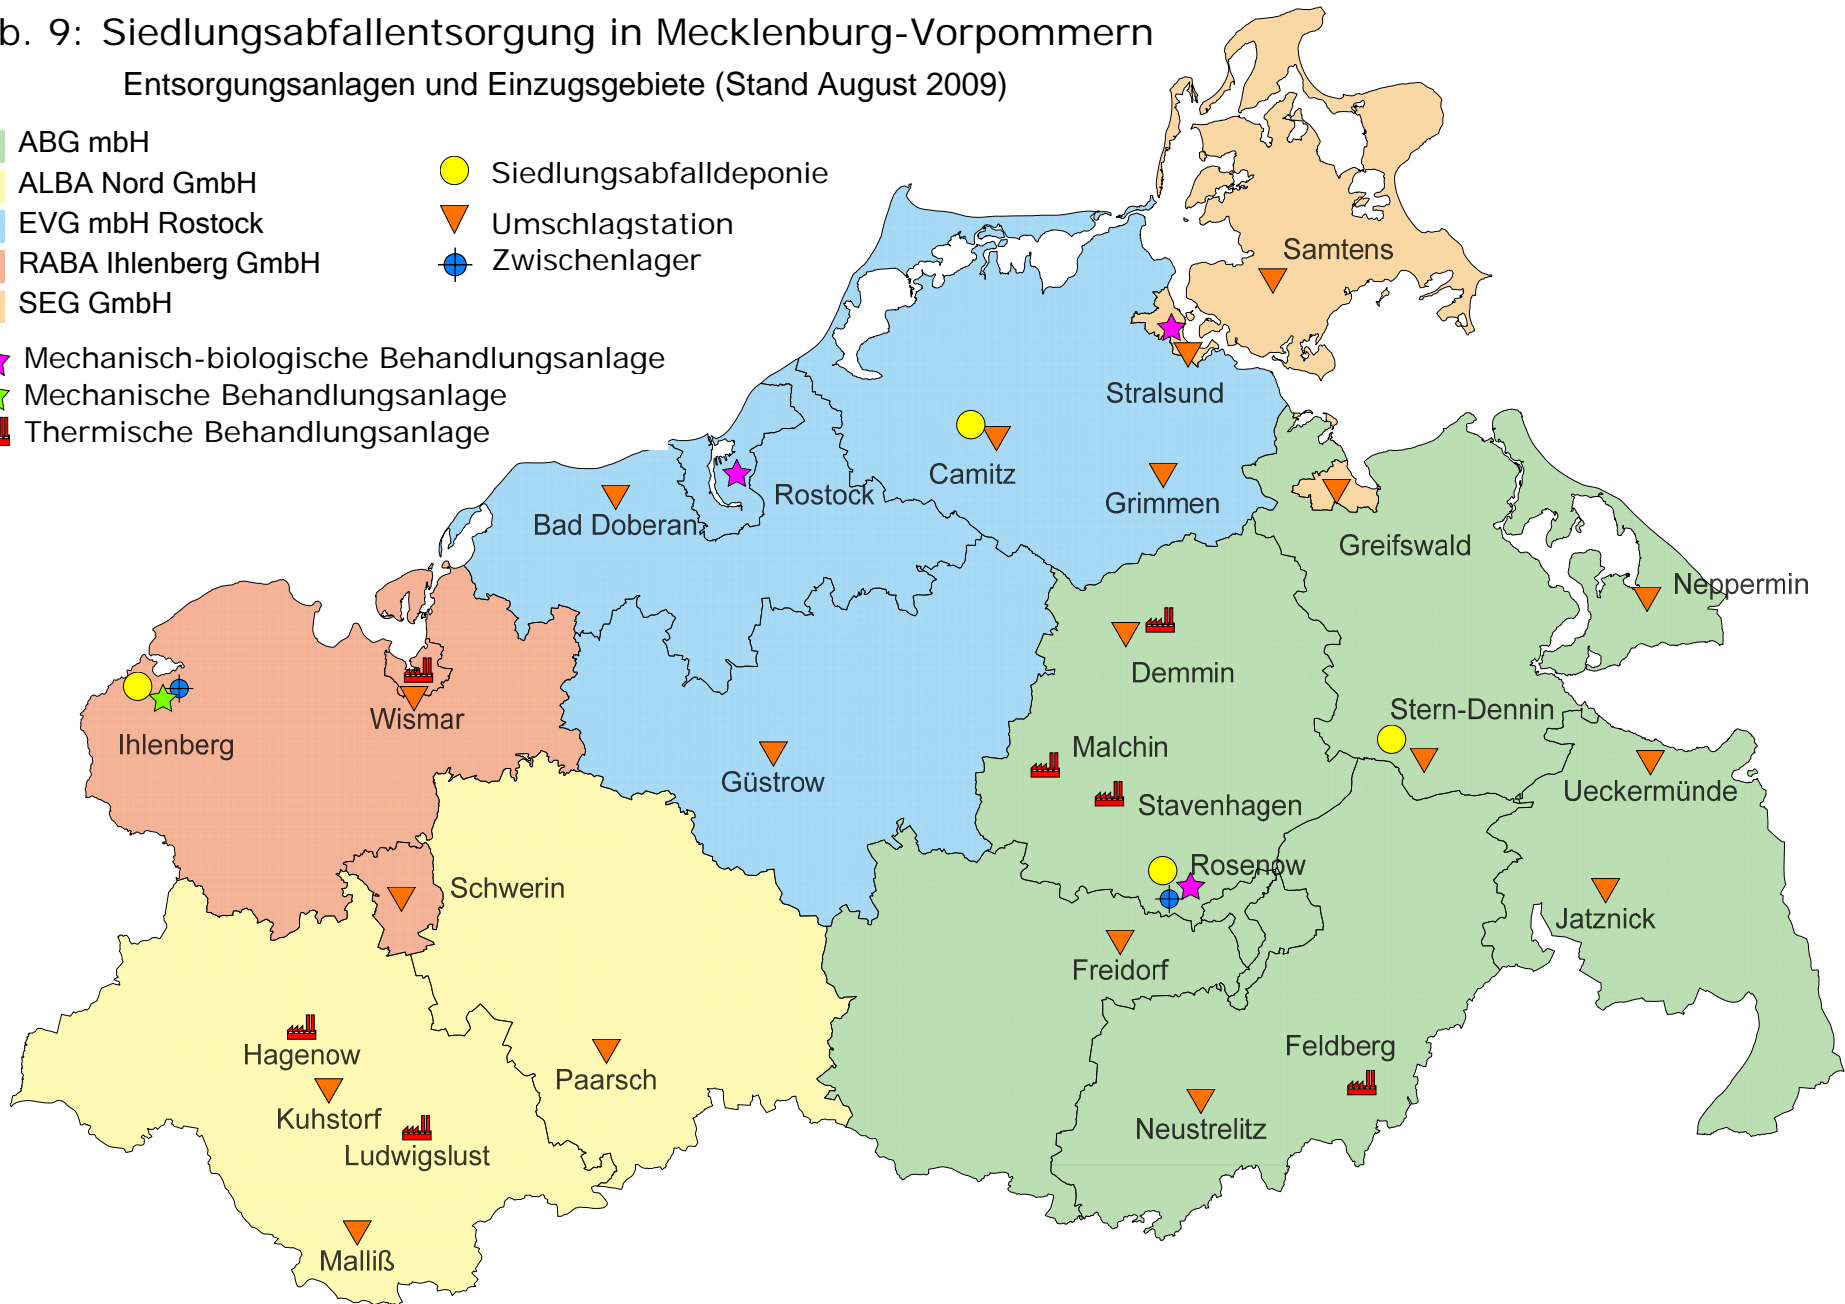 b. 9: Siedlungsabfallentsorgung in Mecklenburg-Vorpommern
Entsorgungsanlagen und Einzugsgebiete (Stand August 2009)
ABG mbH
ALBA Nord GmbH
EVG mbH Rostock
RABA Ihlenberg GmbH
SEG GmbH
Siedlungsabfalldeponie
Umschlagstation
Zwischenlager
Mechanisch-biologische Behandlungsanlage
Mechanische Behandlungsanlage
Thermische Behandlungsanlage
Samtens
Stralsund
Camitz
Rostock
Grimmen
Bad Doberan
Greifswald
Neppermin
Demmin
Stern-Dennin
Wismar
Ihlenberg
Malchin
Güstrow
Ueckermünde
Stavenhagen
Rosenow
Schwerin
Jatznick
Freidorf
Feldberg
Hagenow
Paarsch
Kuhstorf
Neustrelitz
Ludwigslust
Malliß